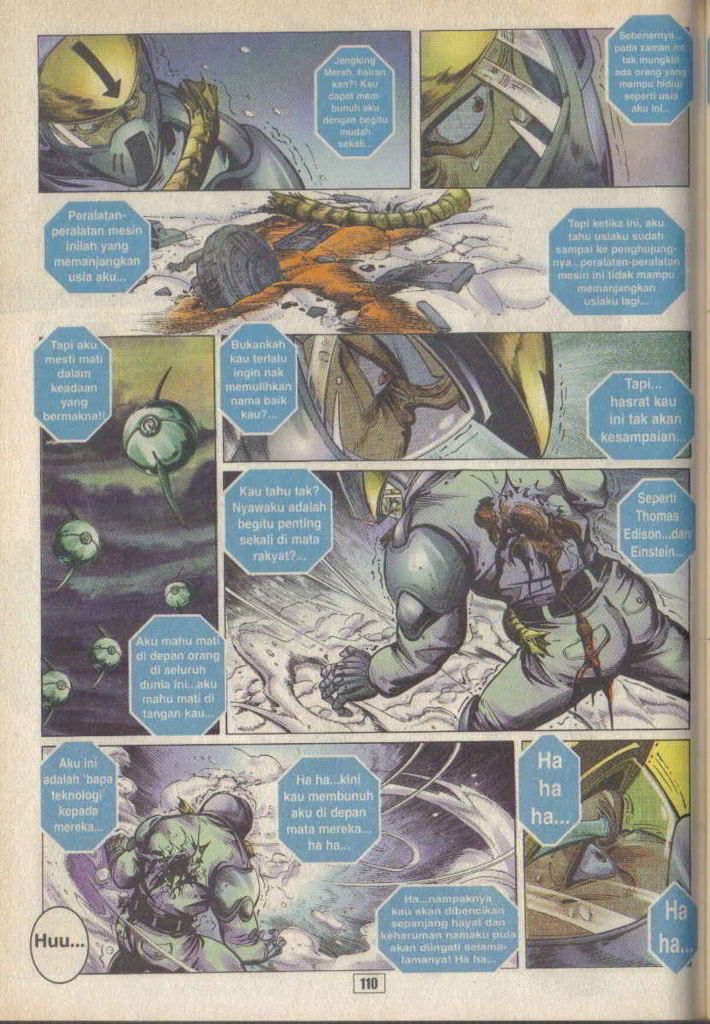 Jengking
Merah, hairan
kan?! Kau
dapat mem-
bunuh aku
dengan begitu
mudah
sekali...
Sebenarnya...
pada zaman ini,
tak mungkin
ada orang yang
mampu hidup
seperti usia
aku ini...
Peralatan-
peralatan mesin
inilah yang
memanjangkan
usia aku...
Tapi ketika ini, aku
tahu usiaku sudah
sampai ke penghujung-
nya...peralatan-peralatan
mesin ini tidak mampu
memanjangkan
usiaku lagi...
Tapi aku
mesti mati
dalam
keadaan
yang
bermakna!!
Bukankah
kau terlalu
ingin nak
memulihkan
nama baik
kau?...
Tapi...
hasrat kau
ini tak akan
kesampaian...
Kau tahu tak?
Nyawaku adalah
begitu penting
sekali di mata
rakyat?...
Seperti
Thomas
Edison...dan
Einstein...
Aku mahu mati
di depan orang
di seluruh
dunia ini...aku
mahu mati di
tangan kau...
Aku ini
adalah 'bapa
teknologi'
kepada
mereka...
Ha ha...kini
kau membunuh
aku di depan
mata mereka...
ha ha...
Ha
ha
ha...
Ha...nampaknya
kau akan dibencikan
sepanjang hayat dan
keharuman namaku pula
akan diingati selama-
lamanya! Ha ha...
Ha
ha...
Huu...
110